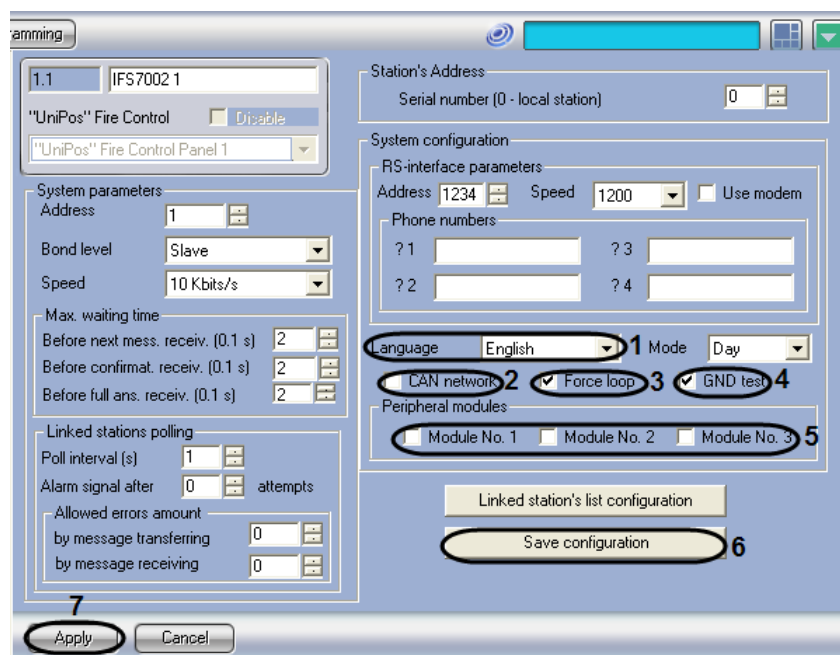 amming
1.1 IFS7002 1
"UniPos" Fire Control Disable
"UniPos" Fire Control Panel 1
System parameters
Address 1
Bond level Slave
Speed 10 Kbits/s
Max. waiting time
Before next mess. receiv. (0.1 s) 2
Before confirmat. receiv. (0.1 s) 2
Before full ans. receiv. (0.1 s) 2
Linked stations polling
Poll interval (s) 1
Alarm signal after 0 attempts
Allowed errors amount
by message transferring 0
by message receiving 0
Station's Address
Serial number (0 - local station) 0
System configuration
RS-interface parameters
Address 1234 Speed 1200 Use modem
Phone numbers
? 1 ? 3
? 2 ? 4
Language English 1 Mode Day
CAN network 2 Force loop 3 GND test 4
Peripheral modules
Module No. 1 Module No. 2 Module No. 3 5
Linked station's list configuration
Save configuration 6
7
Apply Cancel